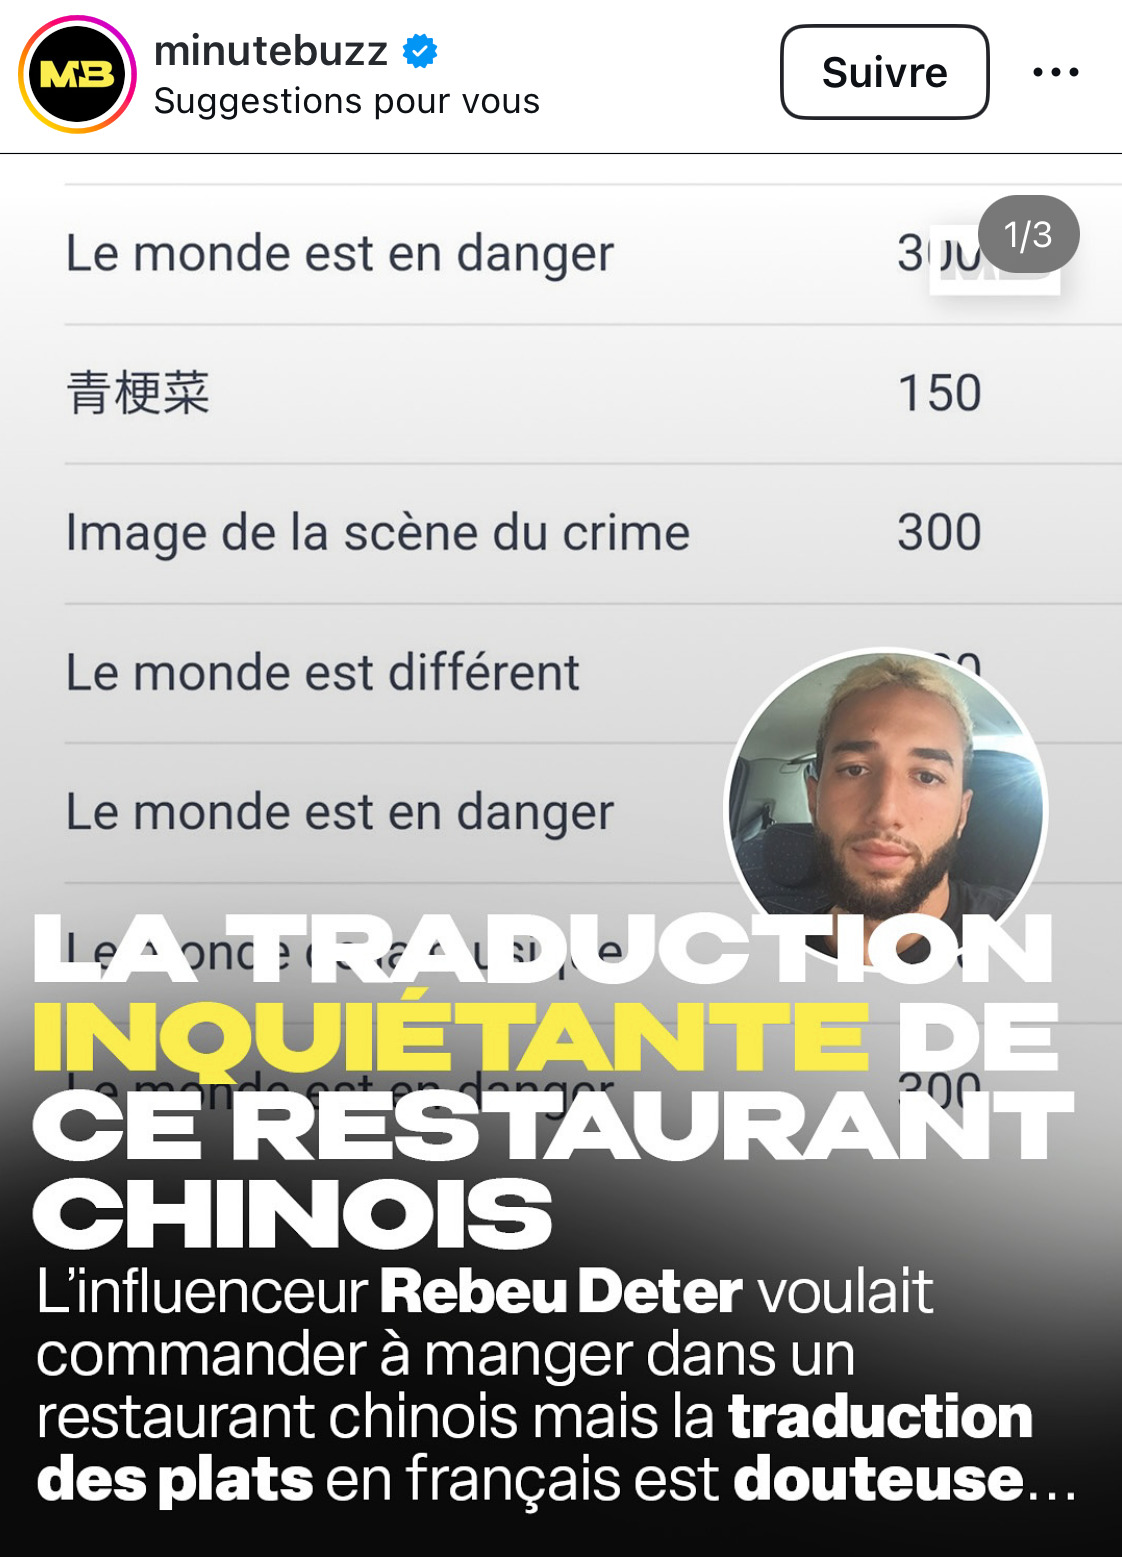 MB
minutebuzz
Suggestions pour vous
Suivre
1/3
Le monde est en danger 300
青梗菜 150
Image de la scène du crime 300
Le monde est différent
Le monde est en danger
Le monde de la musique
Le monde est en danger 300
LA TRADUCTION
INQUIÉTANTE DE
CE RESTAURANT
CHINOIS
L’influenceur Rebeu Deter voulait
commander à manger dans un
restaurant chinois mais la traduction
des plats en français est douteuse...